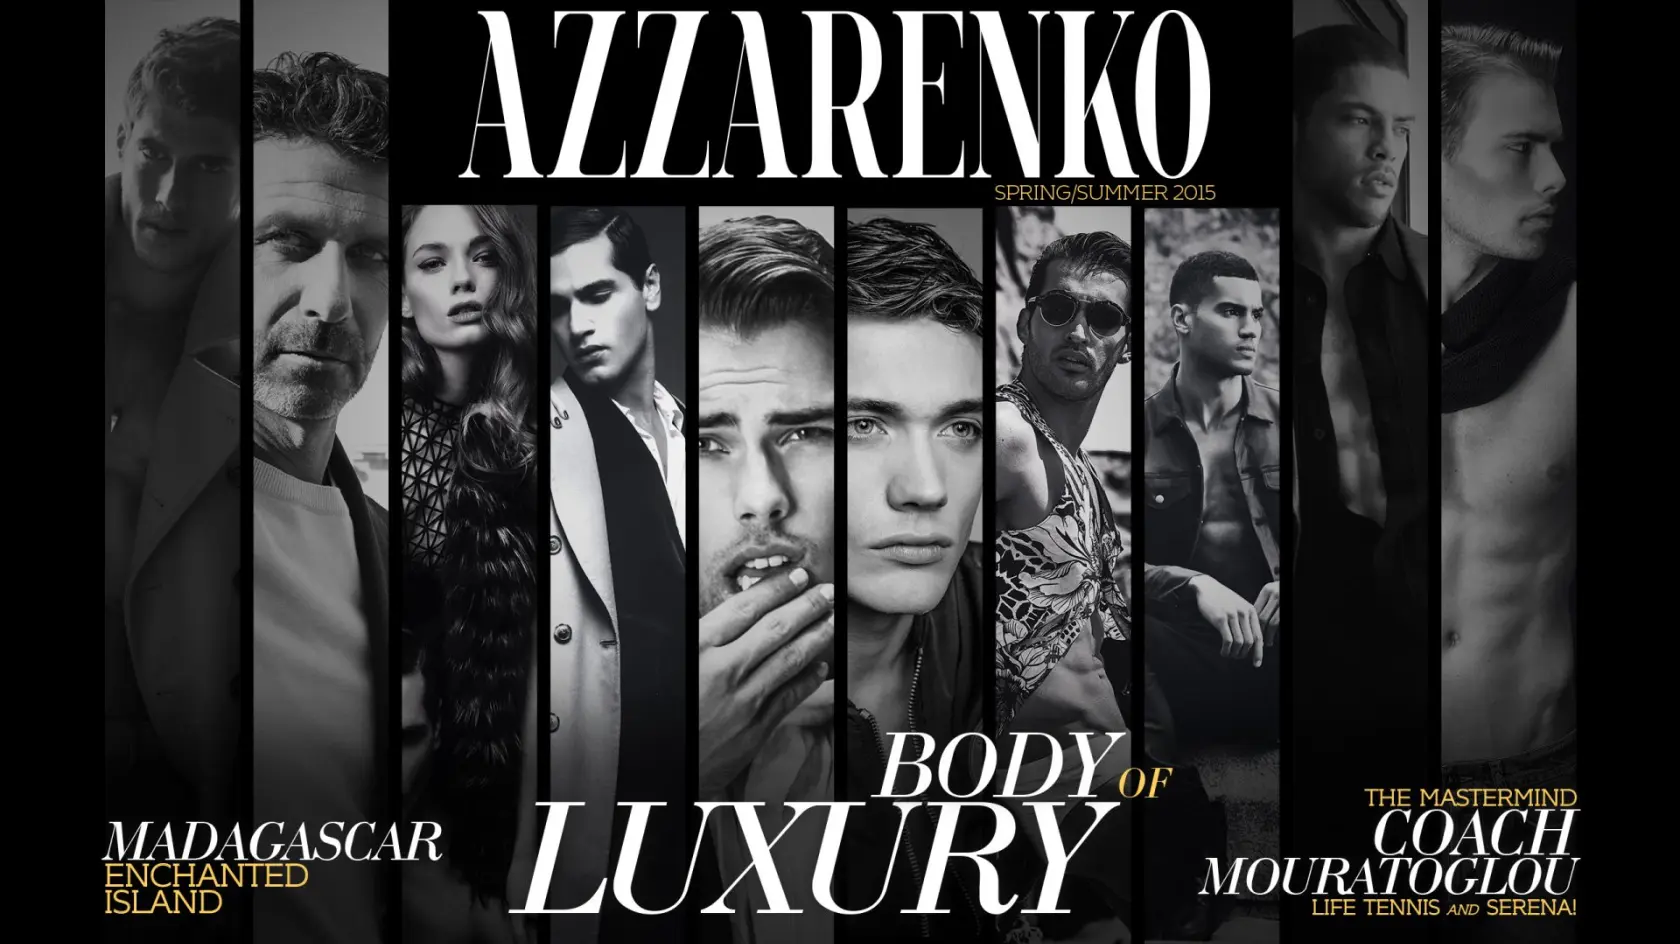 AZZARENKO
SPRING/SUMMER 2015
BODY OF
LUXURY
MADAGASCAR
ENCHANTED
ISLAND
THE MASTERMIND
COACH
MOURATOGLOU
LIFE TENNIS AND SERENA!